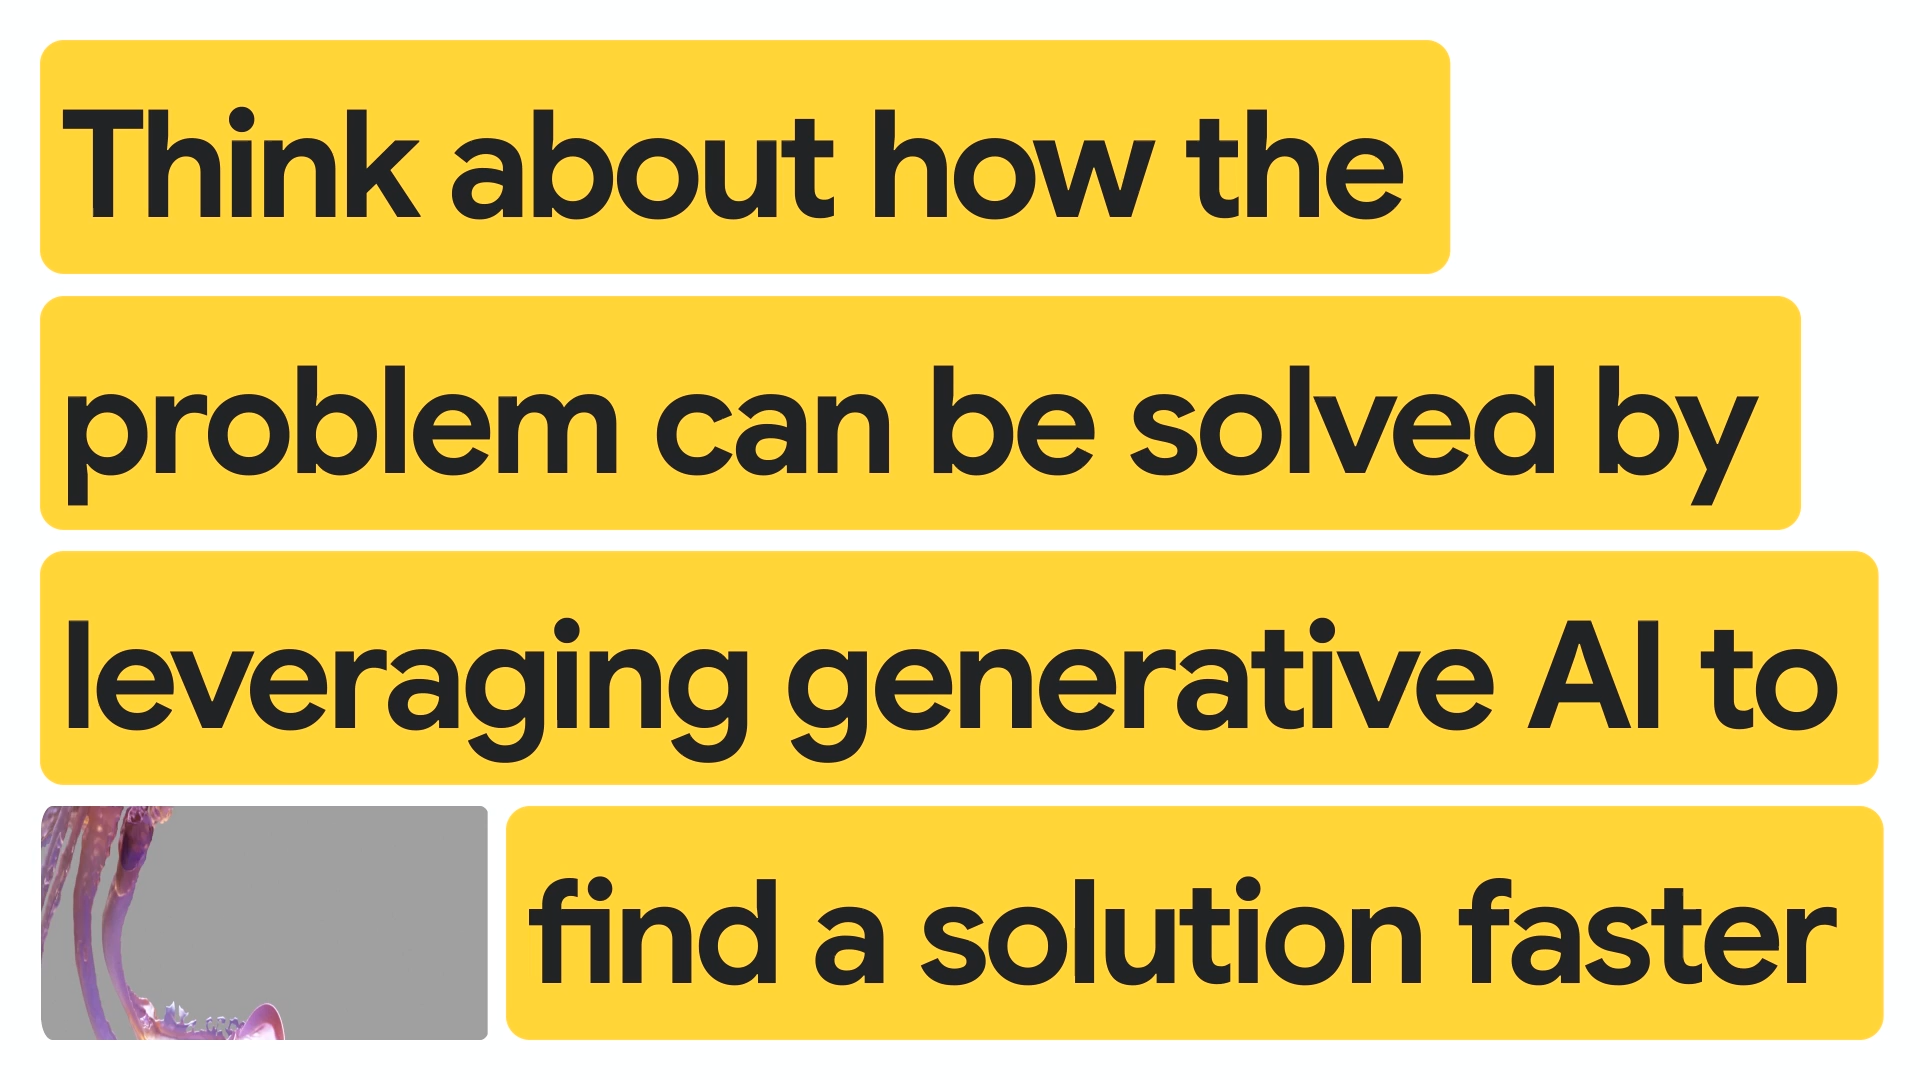 Think about how the
problem can be solved by
leveraging generative AI to
find a solution faster